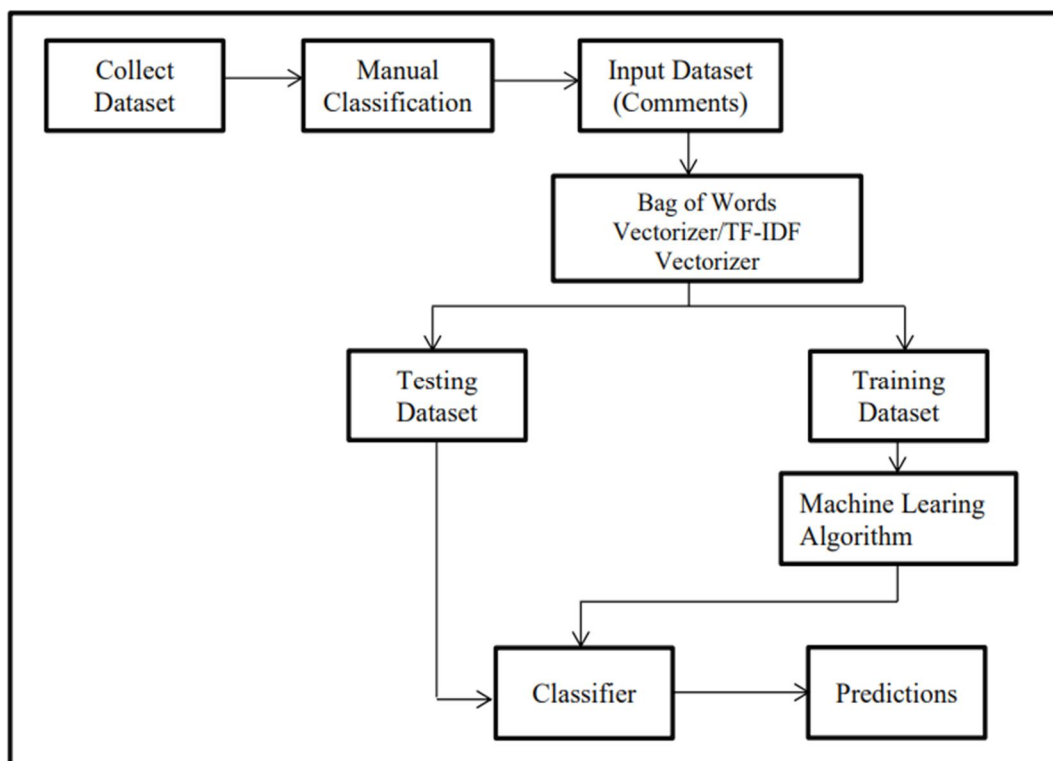 Collect
Dataset
Manual
Classification
Input Dataset
(Comments)
Bag of Words
Vectorizer/TF-IDF
Vectorizer
Testing
Dataset
Training
Dataset
Machine Learing
Algorithm
Classifier
Predictions